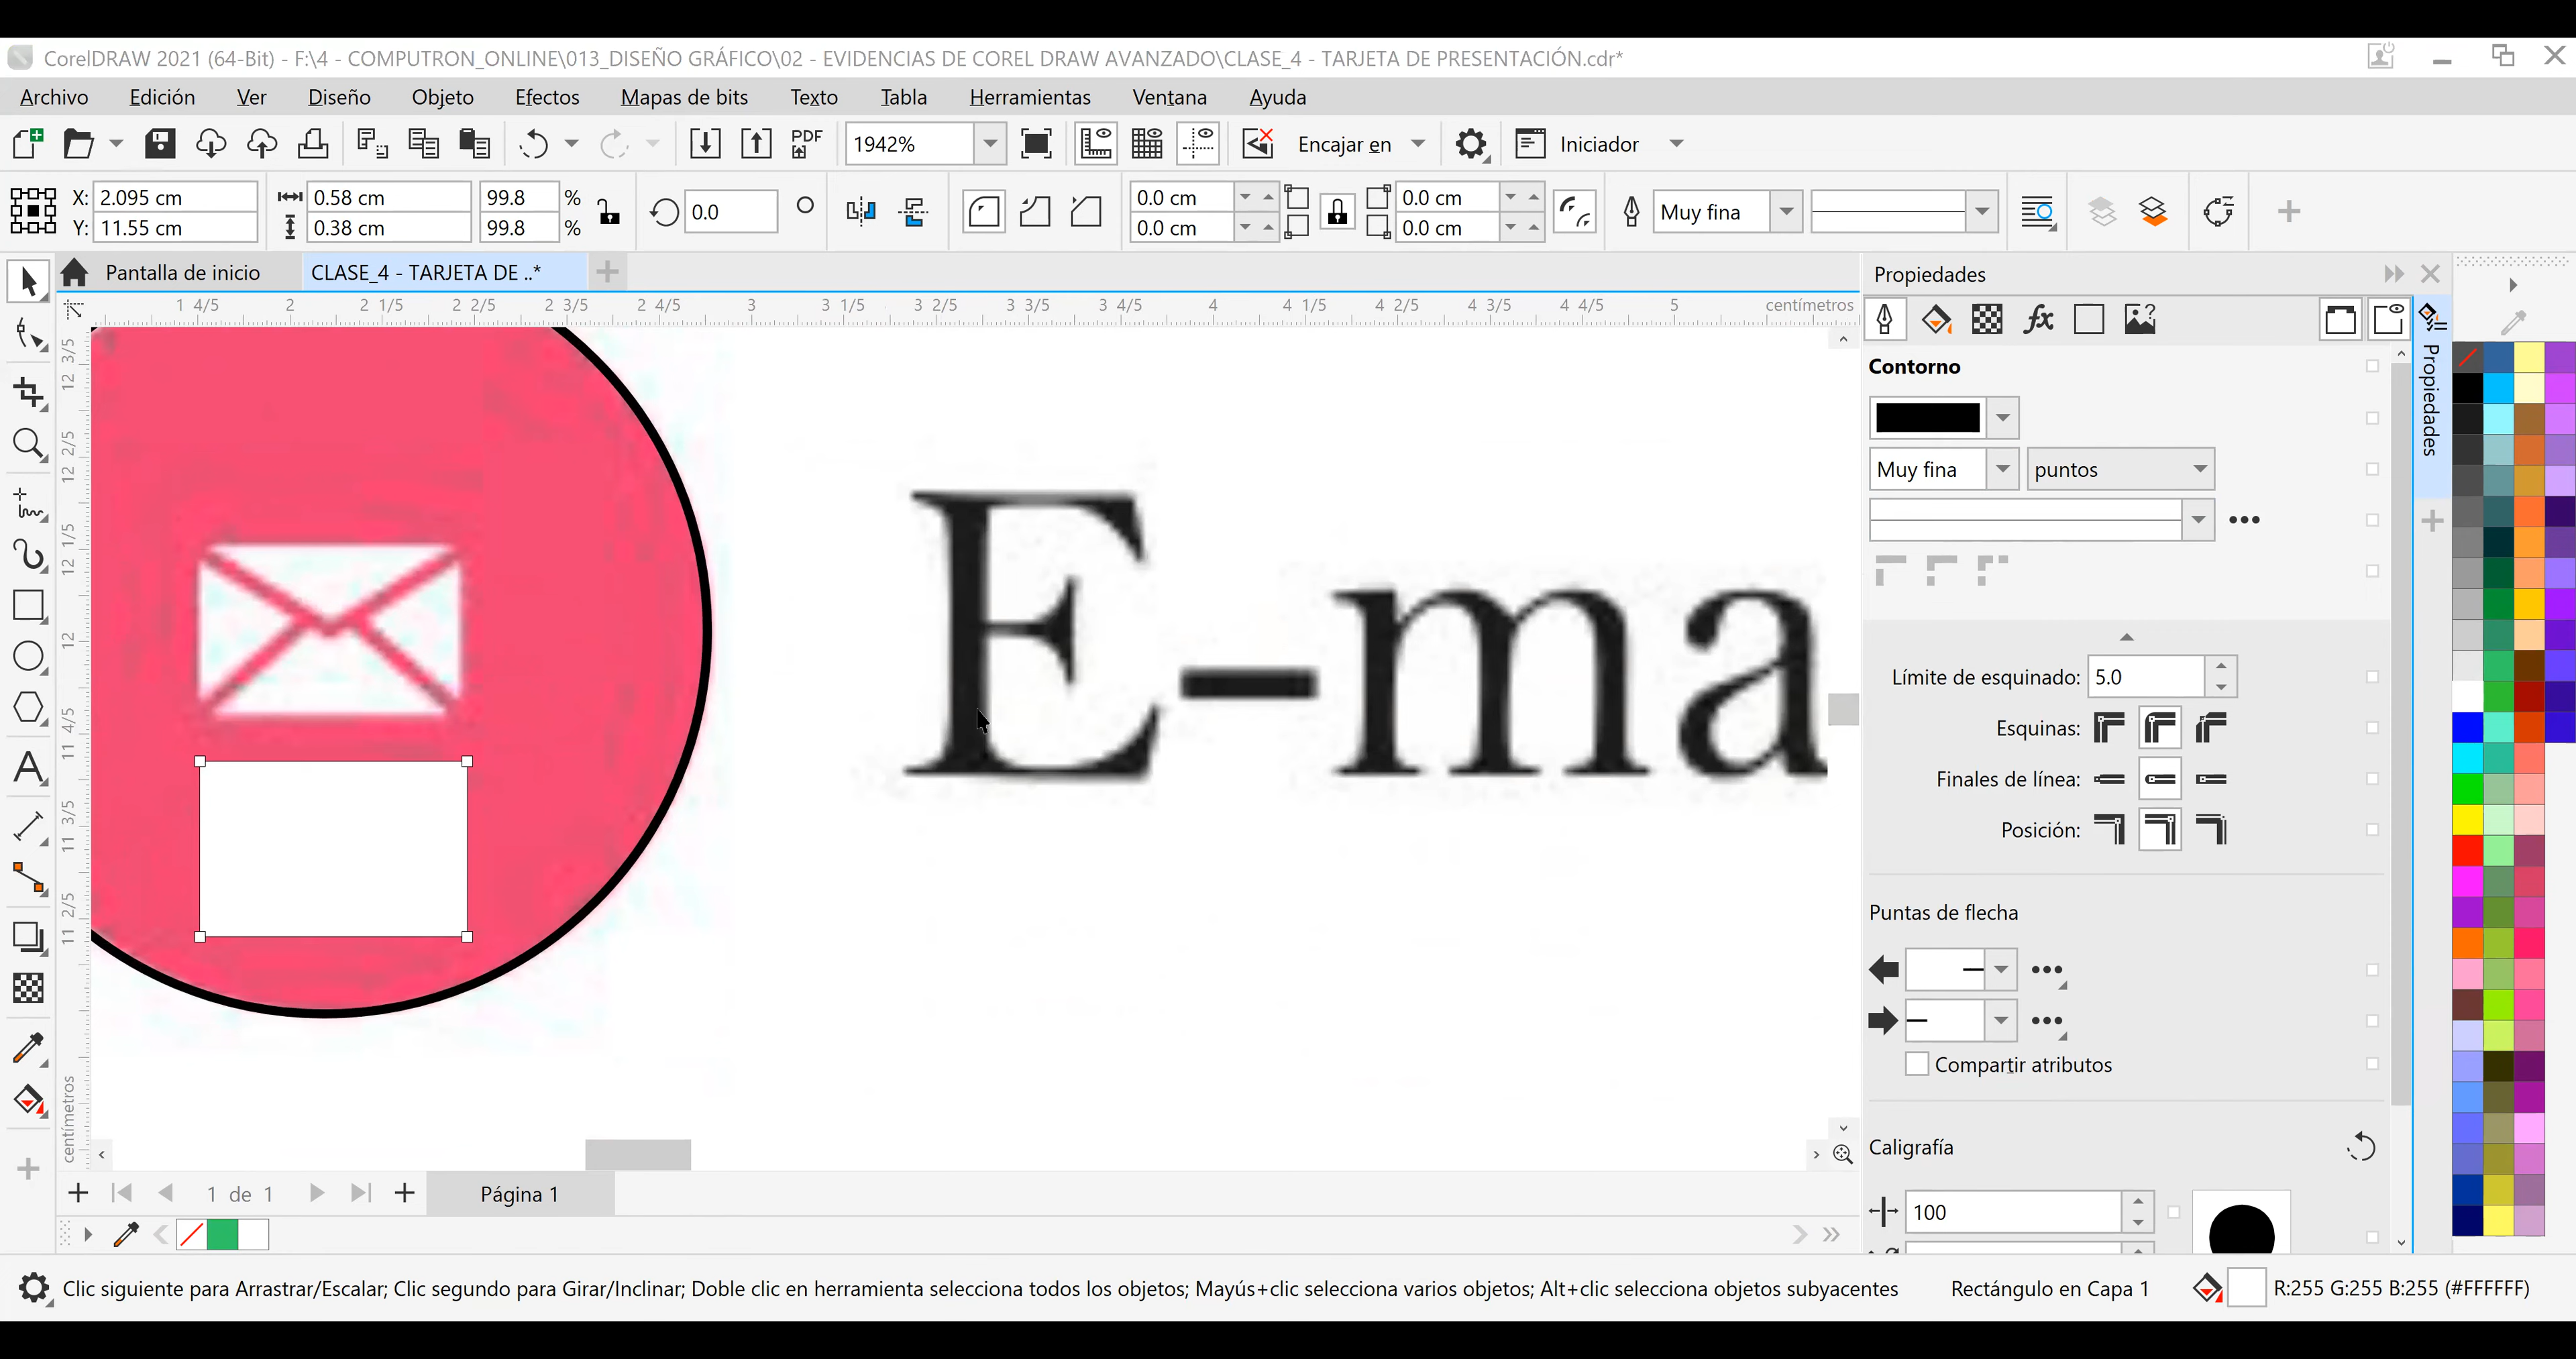 CorelDRAW 2021 (64-Bit) - F:\4 - COMPUTRON_ONLINE\013_DISEÑO GRÁFICO\02 - EVIDENCIAS DE COREL DRAW AVANZADO\CLASE_4 - TARJETA DE PRESENTACIÓN.cdr*
Archivo Edición Ver Diseño Objeto Efectos Mapas de bits Texto Tabla Herramientas Ventana Ayuda
PDF 1942% Encajar en Iniciador
X: 2.095 cm 0.58 cm 99.8 % 0.0 0.0 cm 0.0 cm Muy fina
Y: 11.55 cm 0.38 cm 99.8 % 0.0 cm 0.0 cm
Pantalla de inicio CLASE_4 - TARJETA DE ..*
1 4/5 2 2 1/5 2 2/5 2 3/5 2 4/5 3 3 1/5 3 2/5 3 3/5 3 4/5 4 4 1/5 4 2/5 4 3/5 4 4/5 5 centímetros
12 3/5
12 2/5
12 1/5
12
11 4/5
11 3/5
11 2/5
centímetros
E-ma
Propiedades
fx
Propiedades
Contorno
Muy fina puntos
Límite de esquinado: 5.0
Esquinas:
Finales de línea:
Posición:
Puntas de flecha
Compartir atributos
Caligrafía
100
1 de 1 Página 1
Clic siguiente para Arrastrar/Escalar; Clic segundo para Girar/Inclinar; Doble clic en herramienta selecciona todos los objetos; Mayús+clic selecciona varios objetos; Alt+clic selecciona objetos subyacentes Rectángulo en Capa 1 R:255 G:255 B:255 (#FFFFFF)